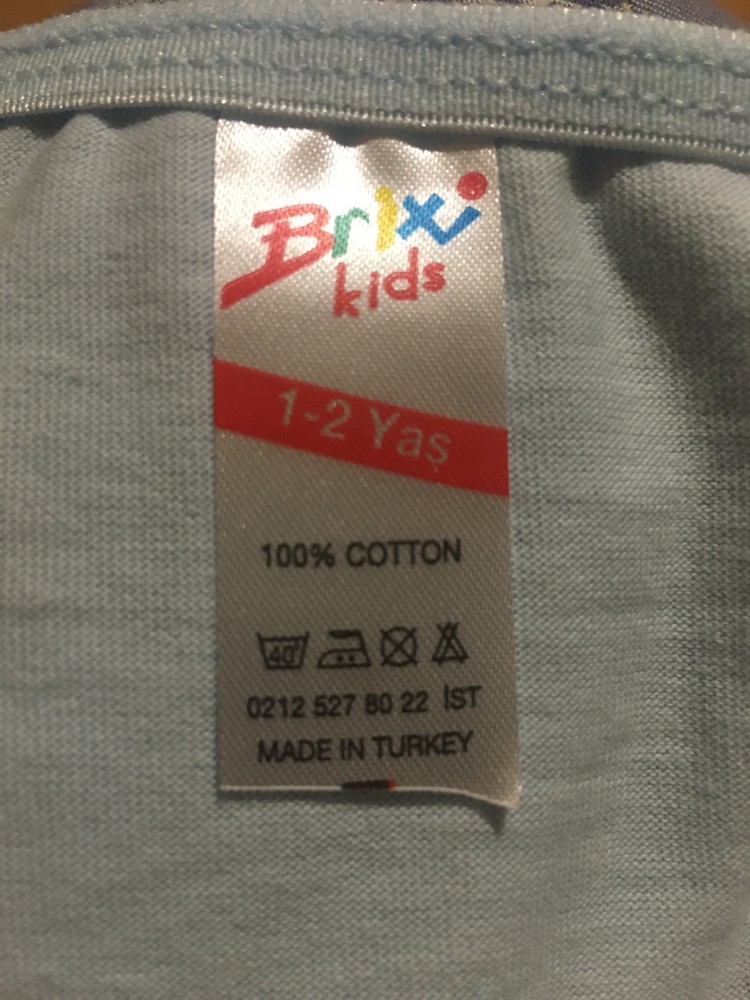 Brixi
kids
1-2 Yaş
100% COTTON
40°
0212 527 80 22 İST
MADE IN TURKEY